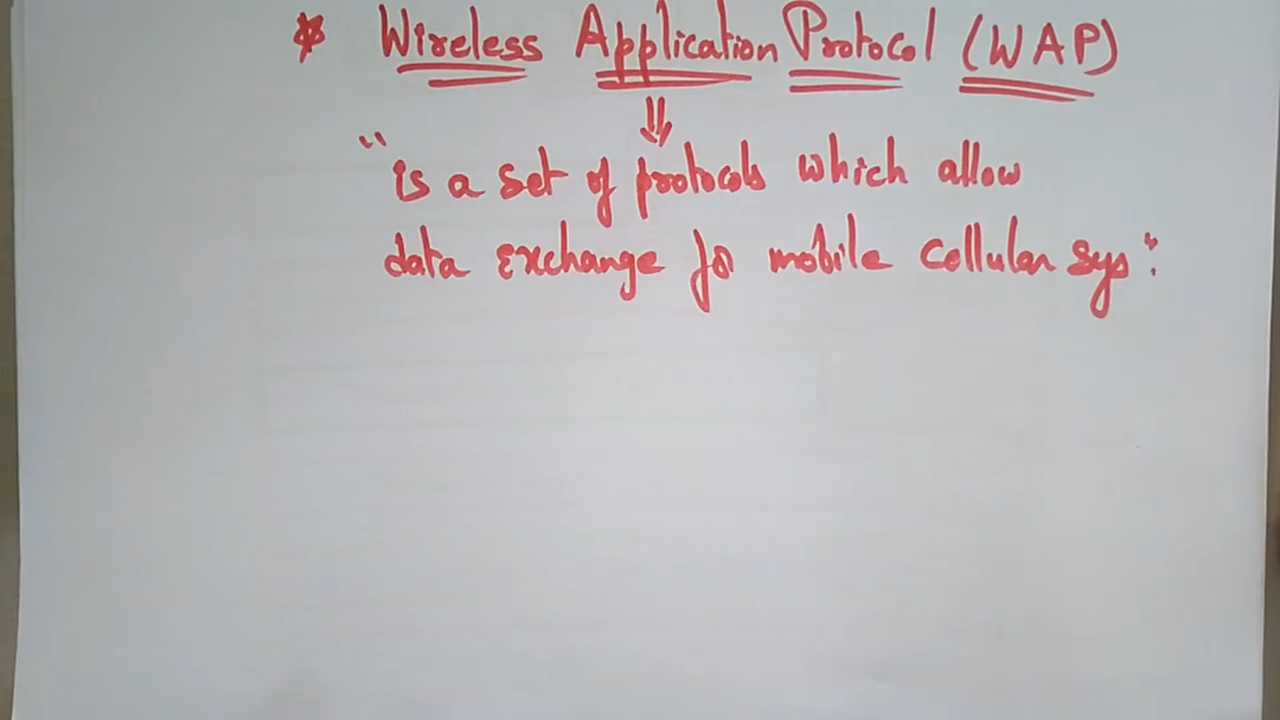 * Wireless Application Protocol (WAP)
⇓
"is a set of protocols which allow
data exchange for mobile cellular sys".